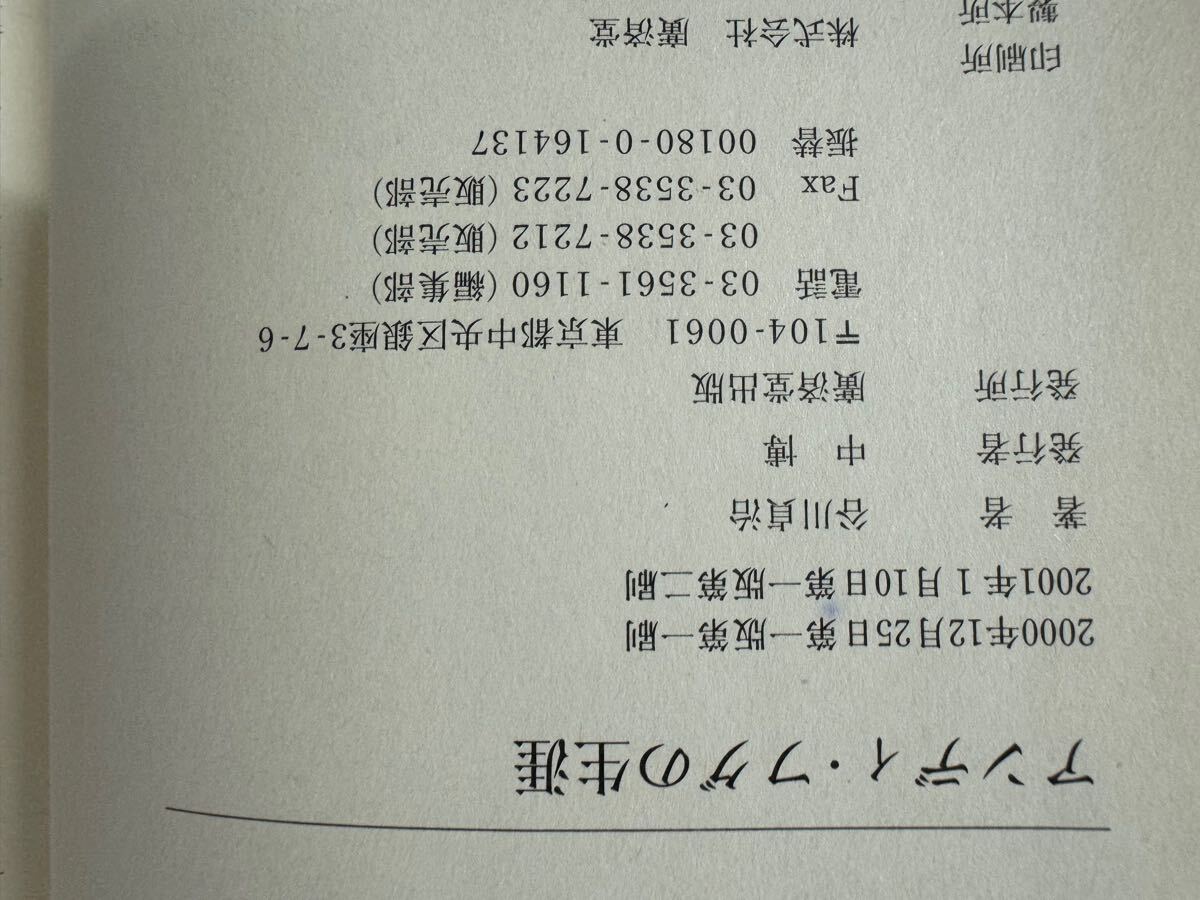 アンディ・フグの生涯
2000年12月25日第一版第一刷
2001年1月10日第一版第二刷
著 者 谷川貞治
発行者 中 博
発行所 廣済堂出版
〒104-0061 東京都中央区銀座3-7-6
電話 03-3561-1160 (編集部)
03-3538-7212 (販売部)
Fax 03-3538-7223 (販売部)
振替 00180-0-164137
印刷所
製本所 株式会社 廣済堂